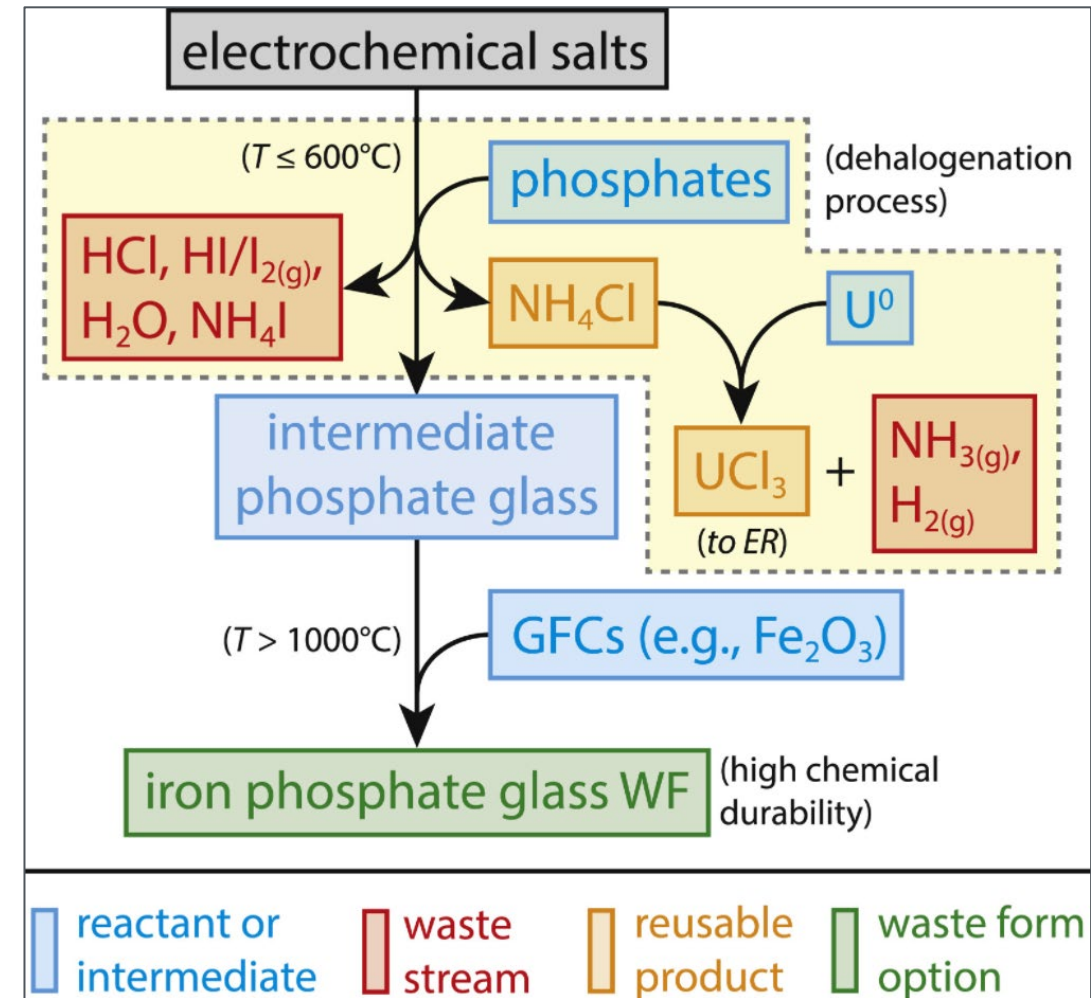 electrochemical salts
(T ≤ 600°C)
phosphates
(dehalogenation
process)
HCl, HI/I₂(g),
H₂O, NH₄I
NH₄Cl
U⁰
intermediate
phosphate glass
UCl₃
+
NH₃(g),
H₂(g)
(to ER)
(T > 1000°C)
GFCs (e.g., Fe₂O₃)
iron phosphate glass WF
(high chemical
durability)
reactant or
intermediate
waste
stream
reusable
product
waste form
option